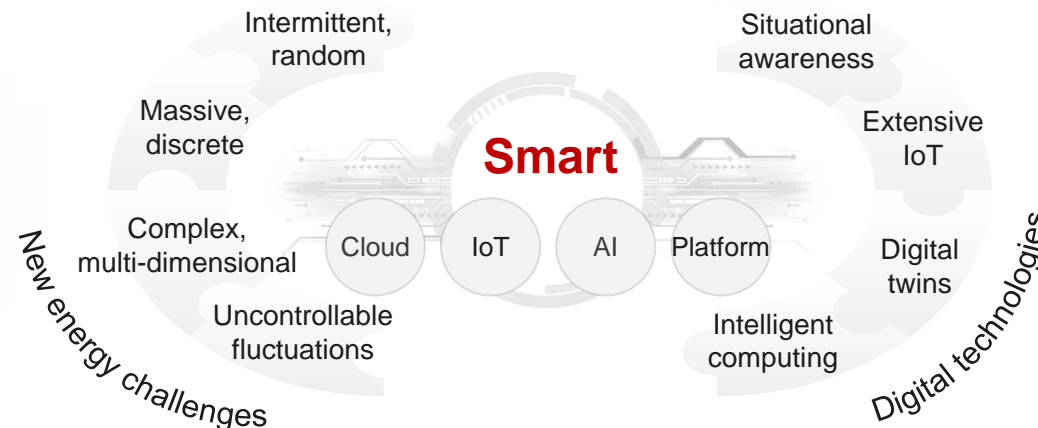 Intermittent,
random
Massive,
discrete
Complex,
multi-dimensional
Uncontrollable
fluctuations
New energy challenges
Smart
Cloud
IoT
AI
Platform
Situational
awareness
Extensive
IoT
Digital
twins
Intelligent
computing
Digital technologies